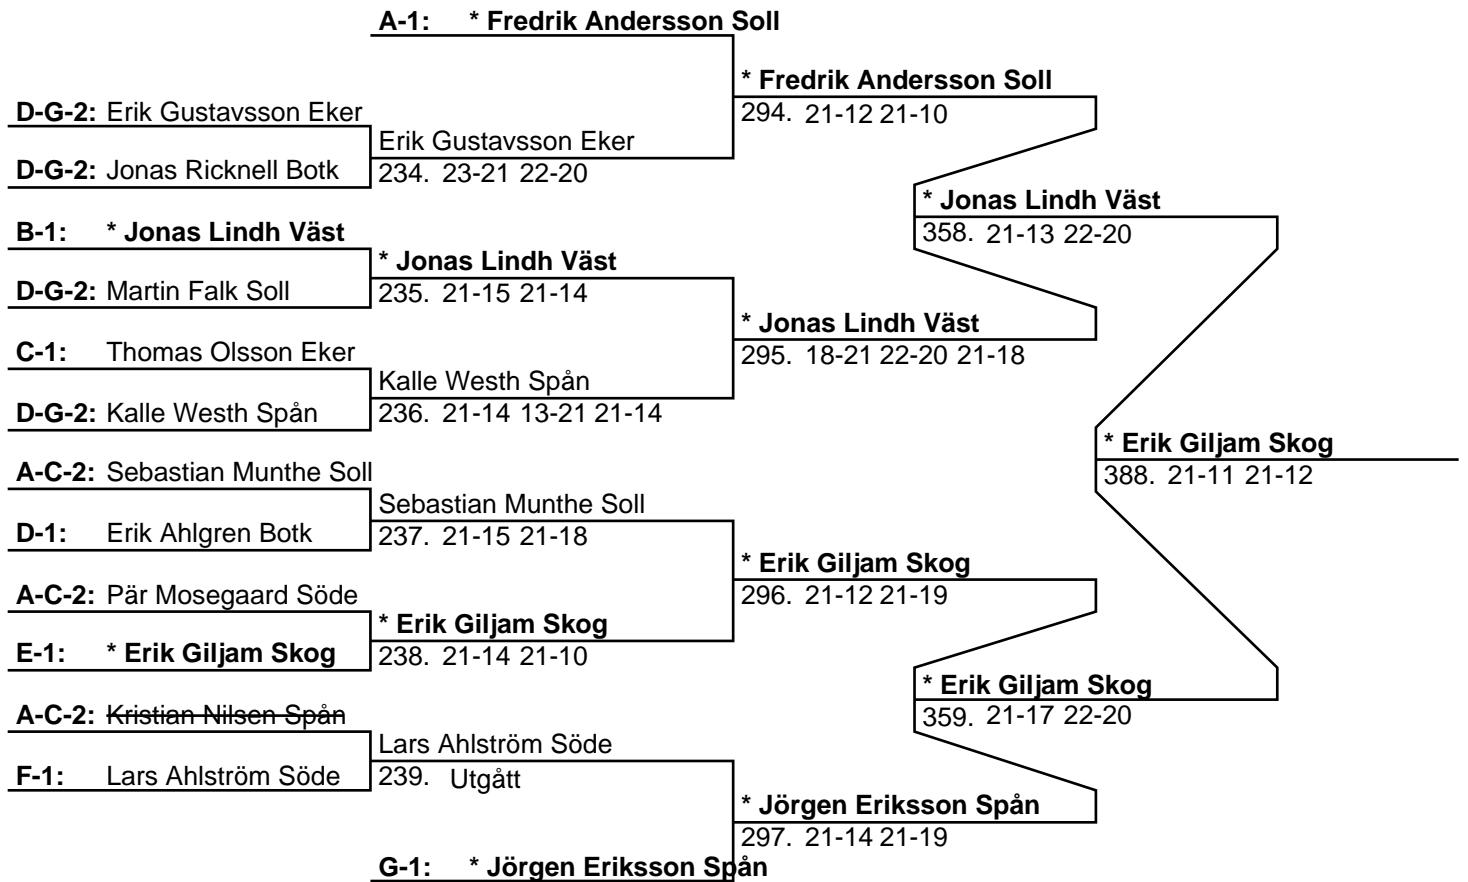 A-1: * Fredrik Andersson Soll
* Fredrik Andersson Soll
294. 21-12 21-10
D-G-2: Erik Gustavsson Eker
Erik Gustavsson Eker
234. 23-21 22-20
D-G-2: Jonas Ricknell Botk
* Jonas Lindh Väst
358. 21-13 22-20
B-1: * Jonas Lindh Väst
* Jonas Lindh Väst
235. 21-15 21-14
D-G-2: Martin Falk Soll
* Jonas Lindh Väst
295. 18-21 22-20 21-18
C-1: Thomas Olsson Eker
Kalle Westh Spån
236. 21-14 13-21 21-14
D-G-2: Kalle Westh Spån
* Erik Giljam Skog
388. 21-11 21-12
A-C-2: Sebastian Munthe Soll
Sebastian Munthe Soll
237. 21-15 21-18
D-1: Erik Ahlgren Botk
* Erik Giljam Skog
296. 21-12 21-19
A-C-2: Pär Mosegaard Söde
* Erik Giljam Skog
238. 21-14 21-10
E-1: * Erik Giljam Skog
* Erik Giljam Skog
359. 21-17 22-20
A-C-2: Kristian Nilsen Spån
Lars Ahlström Söde
239. Utgått
F-1: Lars Ahlström Söde
* Jörgen Eriksson Spån
297. 21-14 21-19
G-1: * Jörgen Eriksson Spån